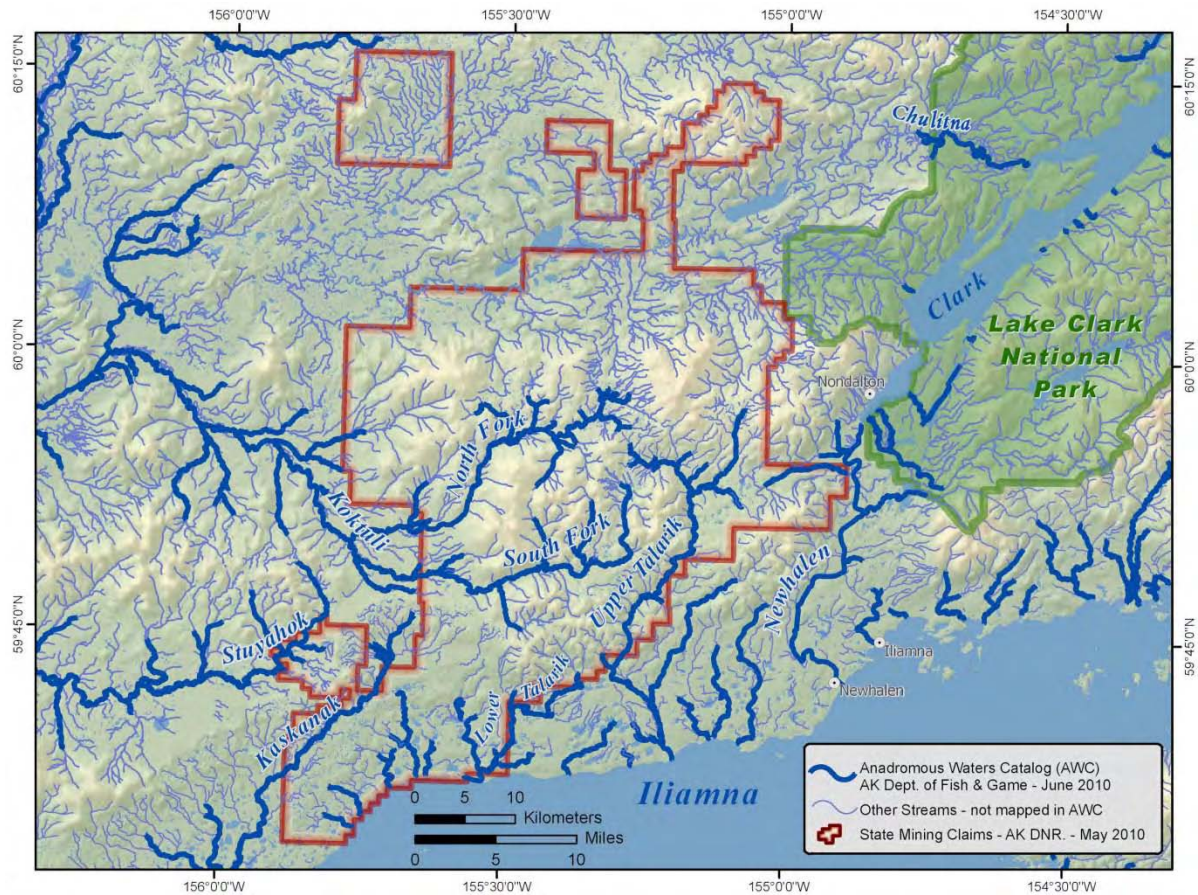 156°0'0"W
155°30'0"W
155°0'0"W
154°30'0"W
60°15'0"N
60°15'0"N
Chulitna
Clark
Lake Clark
National
Park
60°0'0"N
60°0'0"N
Nondalton
North Fork
Koktuli
South Fork
Upper Talarik
Newhalen
59°45'0"N
59°45'0"N
Stuyahok
Iliamna
Newhalen
Lower
Talarik
Kaskanak
Iliamna
0 5 10
Kilometers
Miles
0 5 10
Anadromous Waters Catalog (AWC)
AK Dept. of Fish & Game - June 2010
Other Streams - not mapped in AWC
State Mining Claims - AK DNR. - May 2010
156°0'0"W
155°30'0"W
155°0'0"W
154°30'0"W